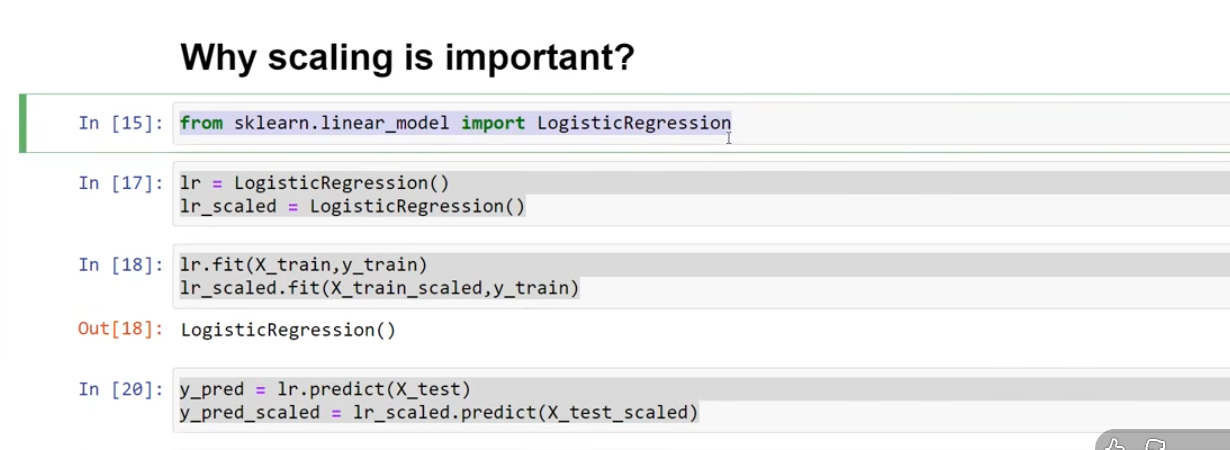 Why scaling is important?
In [15]: from sklearn.linear_model import LogisticRegression
In [17]: lr = LogisticRegression()
lr_scaled = LogisticRegression()
In [18]: lr.fit(X_train,y_train)
lr_scaled.fit(X_train_scaled,y_train)
Out[18]: LogisticRegression()
In [20]: y_pred = lr.predict(X_test)
y_pred_scaled = lr_scaled.predict(X_test_scaled)